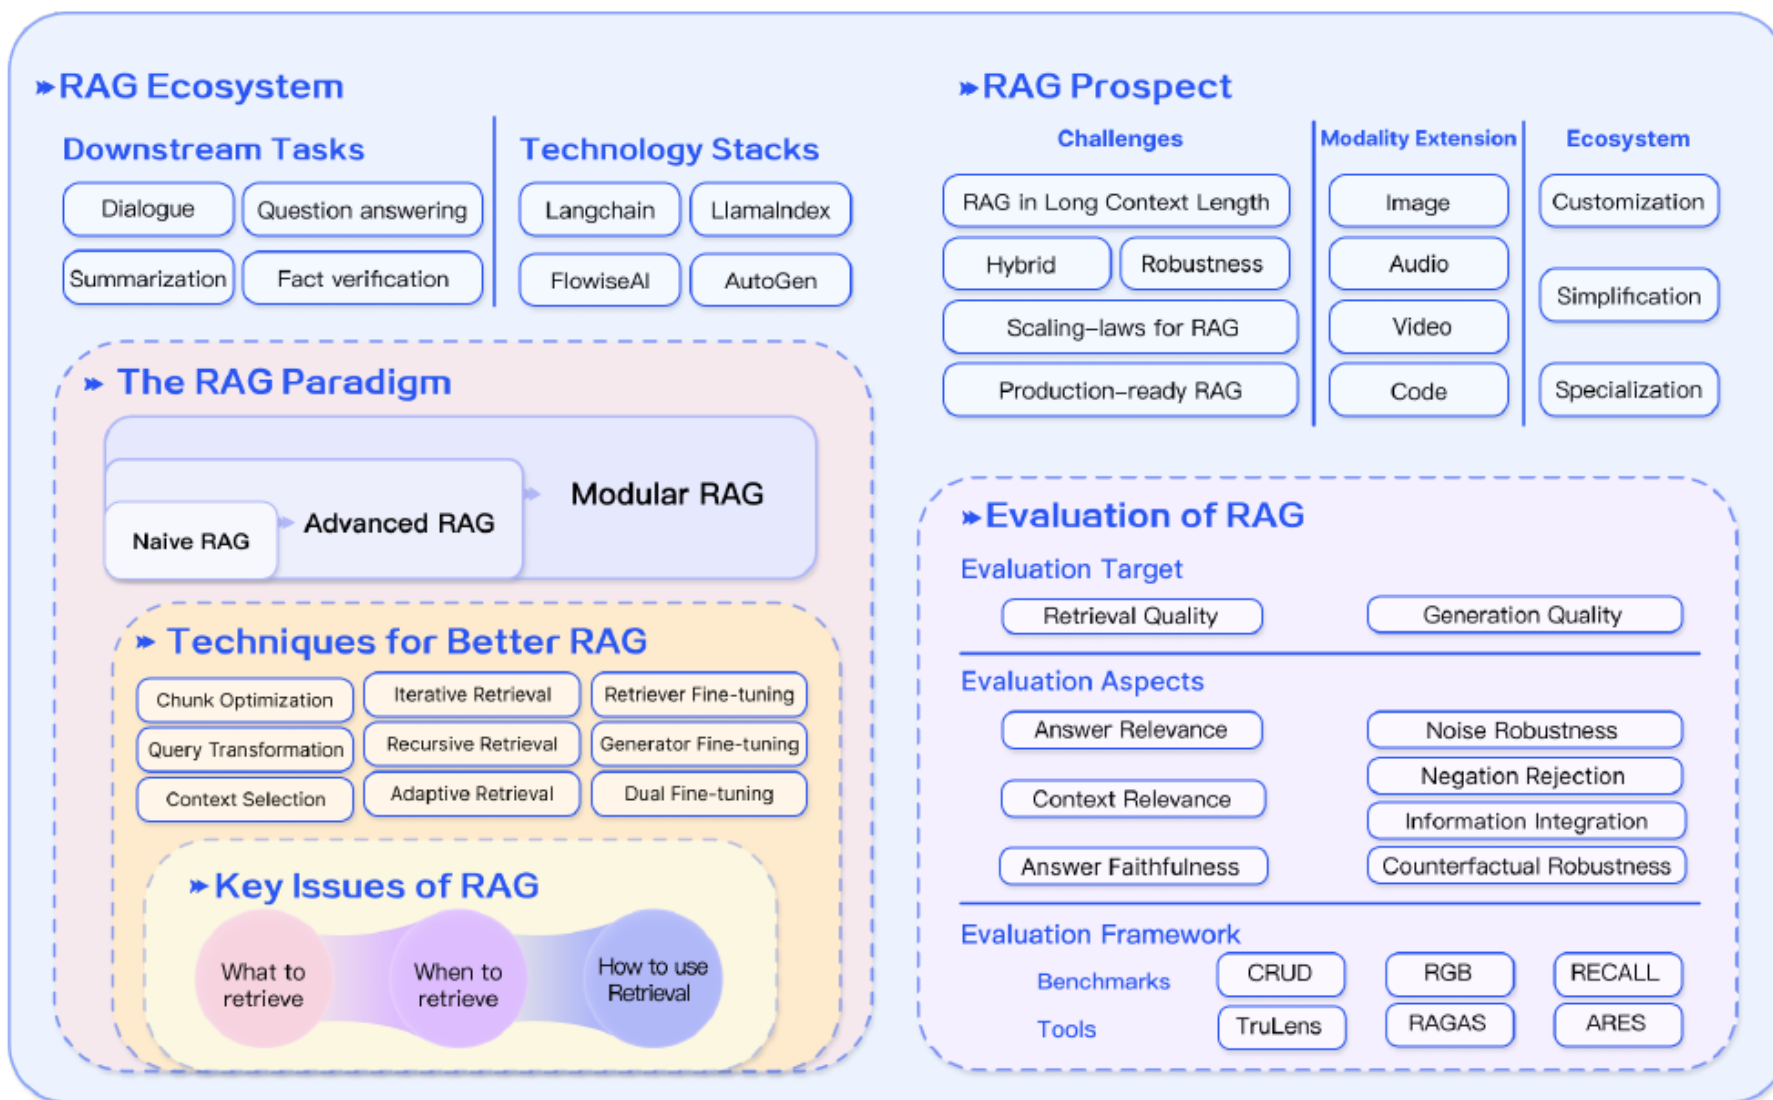 RAG Ecosystem
Downstream Tasks
Dialogue
Question answering
Summarization
Fact verification
Technology Stacks
Langchain
LlamaIndex
FlowiseAI
AutoGen
The RAG Paradigm
Naive RAG
Advanced RAG
Modular RAG
Techniques for Better RAG
Chunk Optimization
Iterative Retrieval
Retriever Fine-tuning
Query Transformation
Recursive Retrieval
Generator Fine-tuning
Context Selection
Adaptive Retrieval
Dual Fine-tuning
Key Issues of RAG
What to
retrieve
When to
retrieve
How to use
Retrieval
RAG Prospect
Challenges
RAG in Long Context Length
Hybrid
Robustness
Scaling-laws for RAG
Production-ready RAG
Modality Extension
Image
Audio
Video
Code
Ecosystem
Customization
Simplification
Specialization
Evaluation of RAG
Evaluation Target
Retrieval Quality
Generation Quality
Evaluation Aspects
Answer Relevance
Context Relevance
Answer Faithfulness
Noise Robustness
Negation Rejection
Information Integration
Counterfactual Robustness
Evaluation Framework
Benchmarks
CRUD
RGB
RECALL
Tools
TruLens
RAGAS
ARES